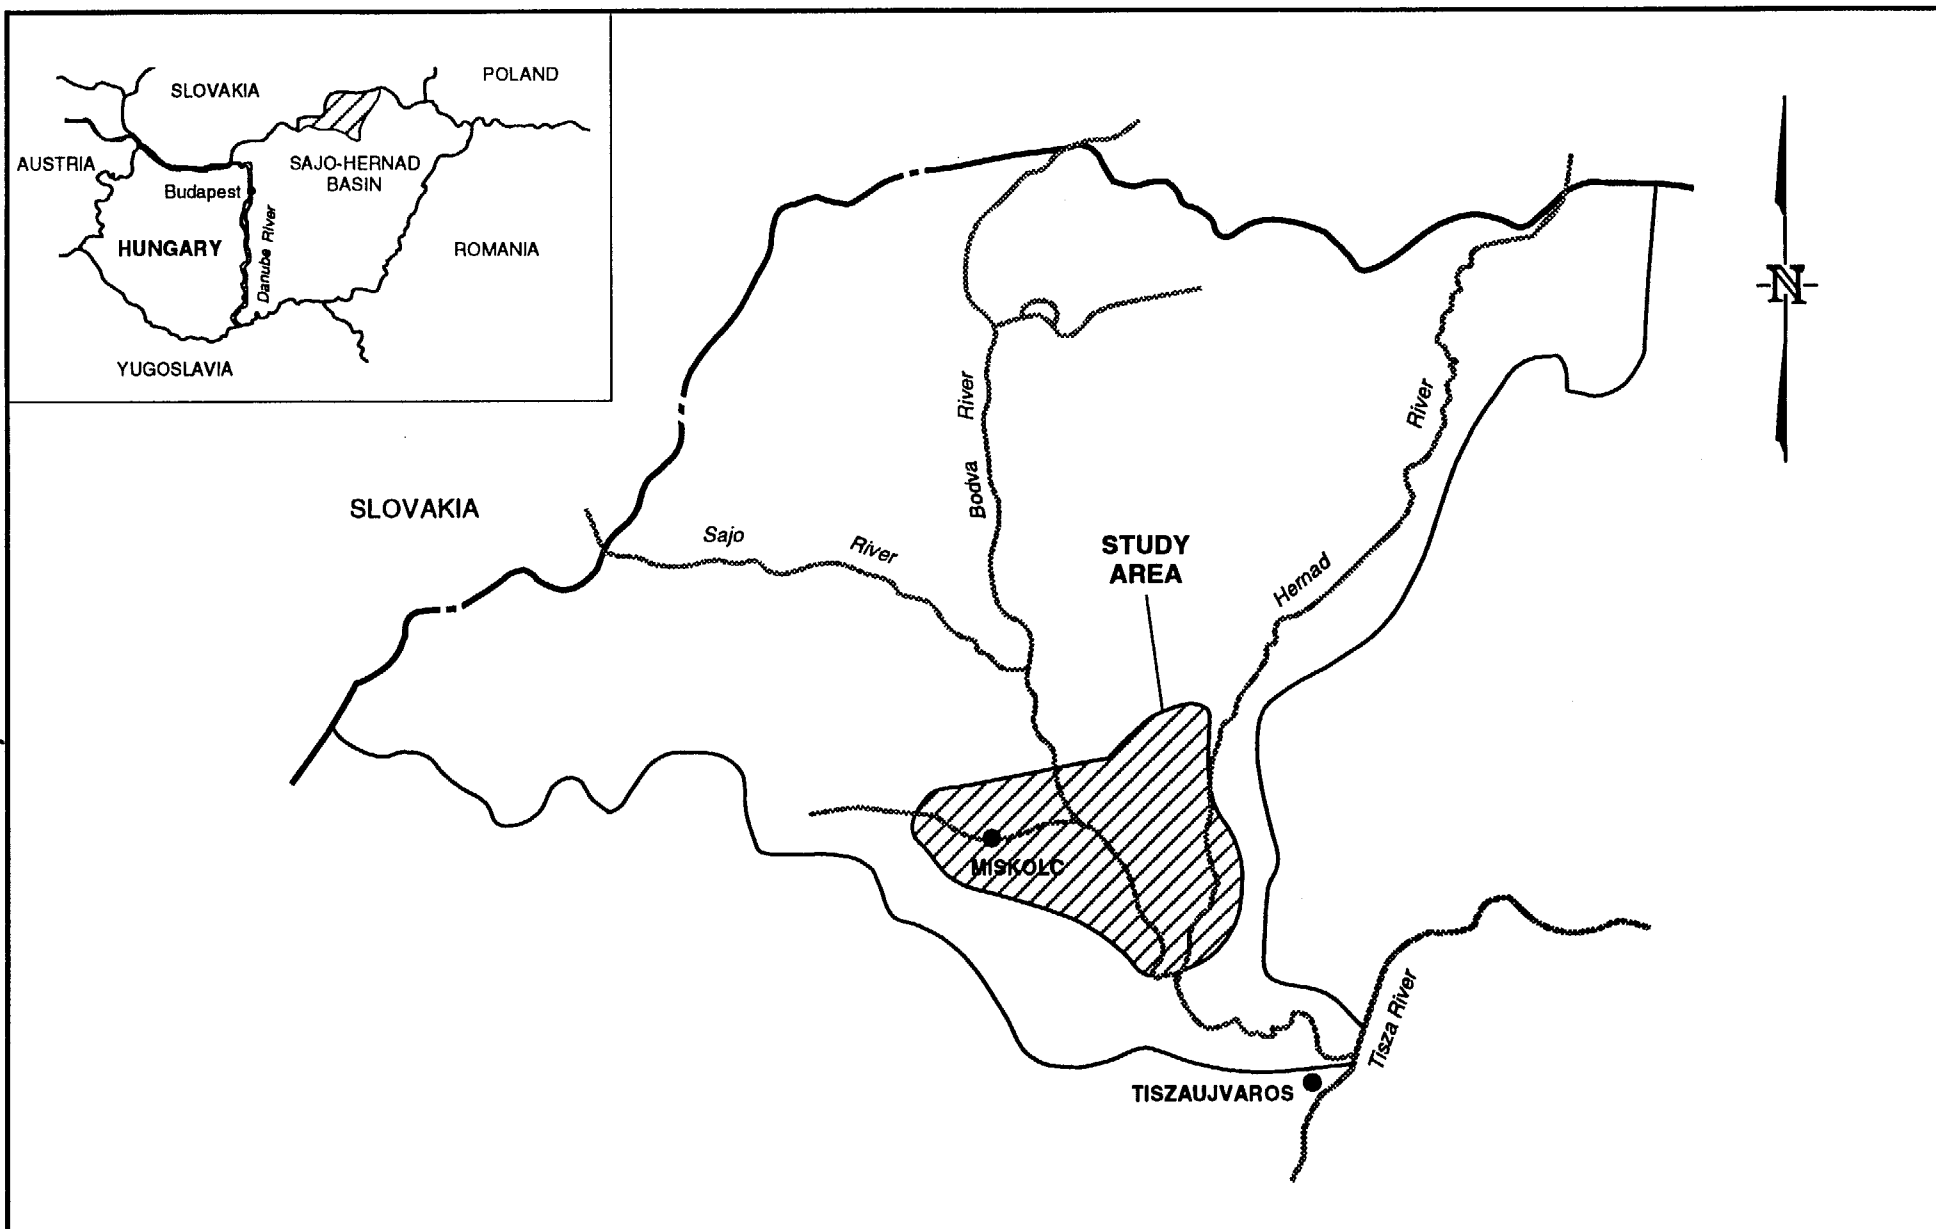 SLOVAKIA
POLAND
AUSTRIA
SAJO-HERNAD
BASIN
Budapest
HUNGARY
Danube River
ROMANIA
YUGOSLAVIA
N
River
Bodva
River
Hernad
SLOVAKIA
Sajo
River
STUDY
AREA
MISKOLC
Tisza River
TISZAUJVAROS